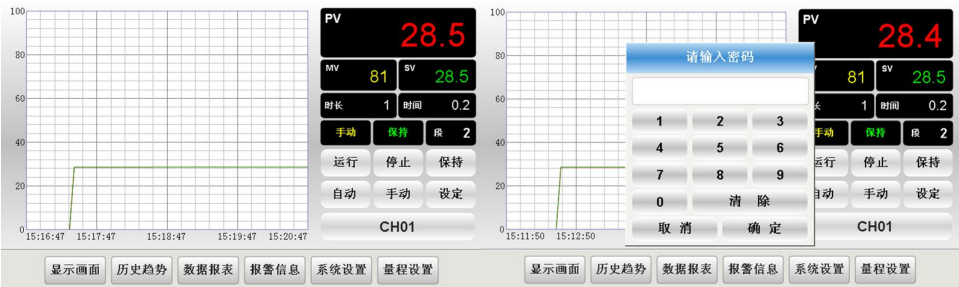 100
PV
28.5
80
MV
81
SV
28.5
60
时长
1
时间
0.2
手动
保持
段
2
40
运行
停止
保持
20
自动
手动
设定
0
CH01
15:16:47
15:17:47
15:18:47
15:19:47
15:20:47
显示画面
历史趋势
数据报表
报警信息
系统设置
量程设置
100
PV
28.4
80
请输入密码
81
SV
28.5
60
1
时间
0.2
手动
保持
段
2
40
运行
停止
保持
20
自动
手动
设定
0
CH01
1
2
3
4
5
6
7
8
9
0
清 除
取 消
确 定
15:11:50
15:12:50
显示画面
历史趋势
数据报表
报警信息
系统设置
量程设置